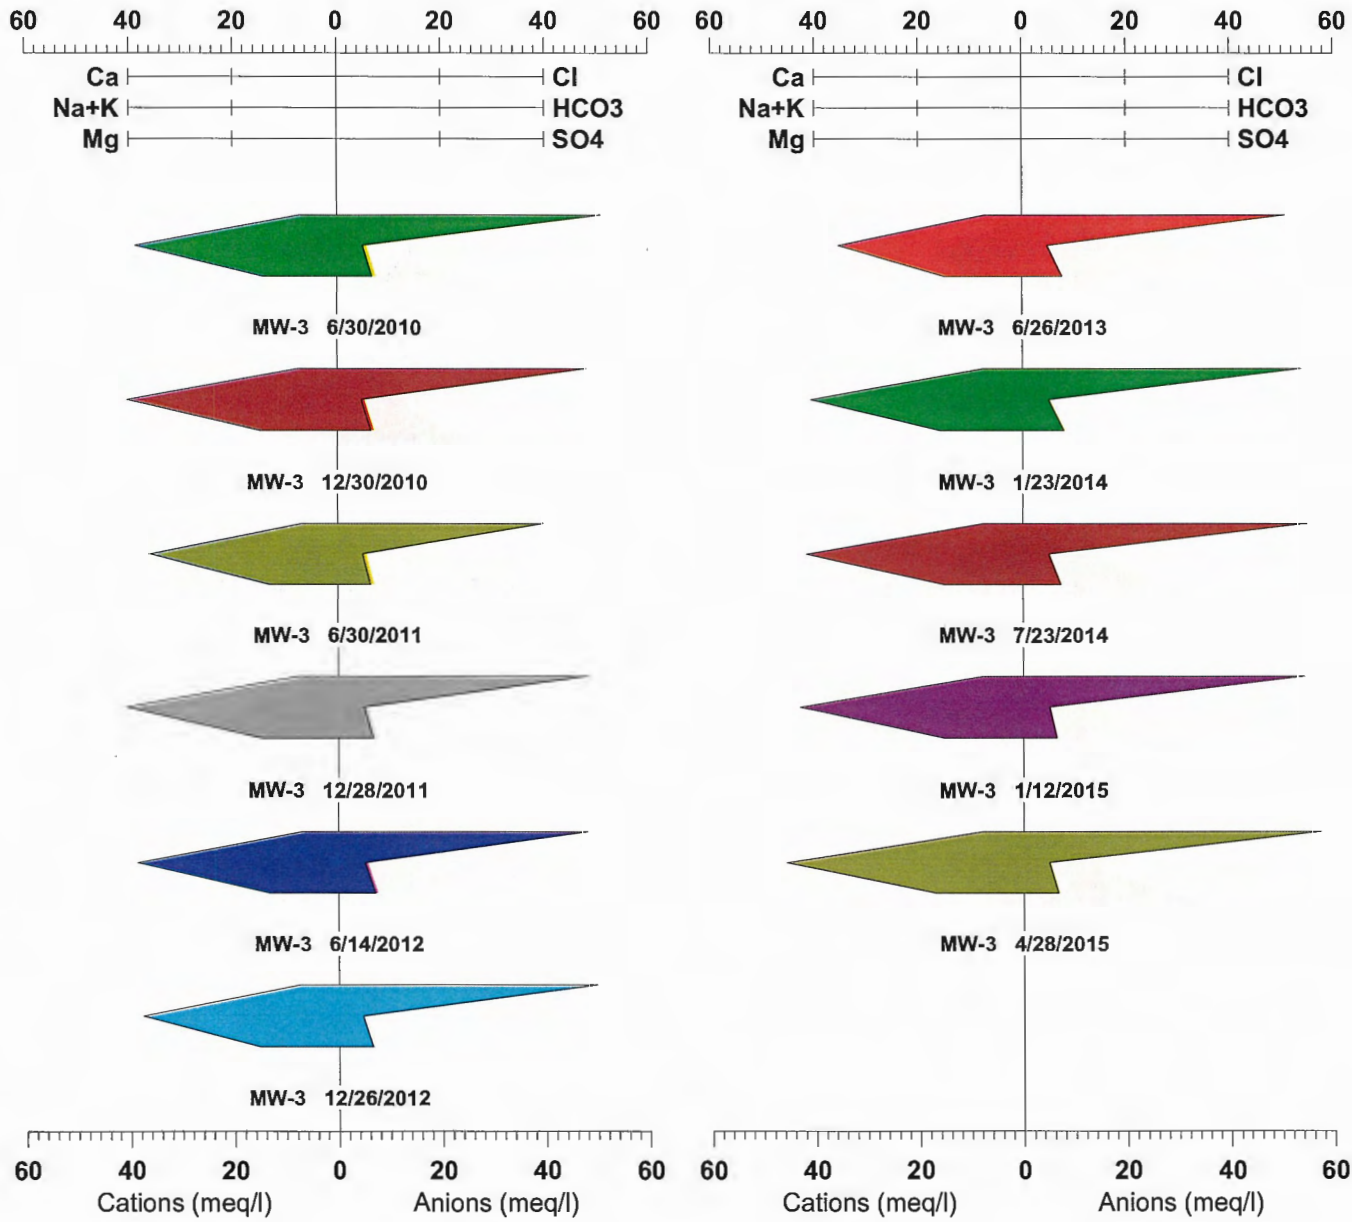 60 40 20 0 20 40 60
Ca Cl
Na+K HCO3
Mg SO4
MW-3 6/30/2010
MW-3 12/30/2010
MW-3 6/30/2011
MW-3 12/28/2011
MW-3 6/14/2012
MW-3 12/26/2012
60 40 20 0 20 40 60
Cations (meq/l) Anions (meq/l)
60 40 20 0 20 40 60
Ca Cl
Na+K HCO3
Mg SO4
MW-3 6/26/2013
MW-3 1/23/2014
MW-3 7/23/2014
MW-3 1/12/2015
MW-3 4/28/2015
60 40 20 0 20 40 60
Cations (meq/l) Anions (meq/l)